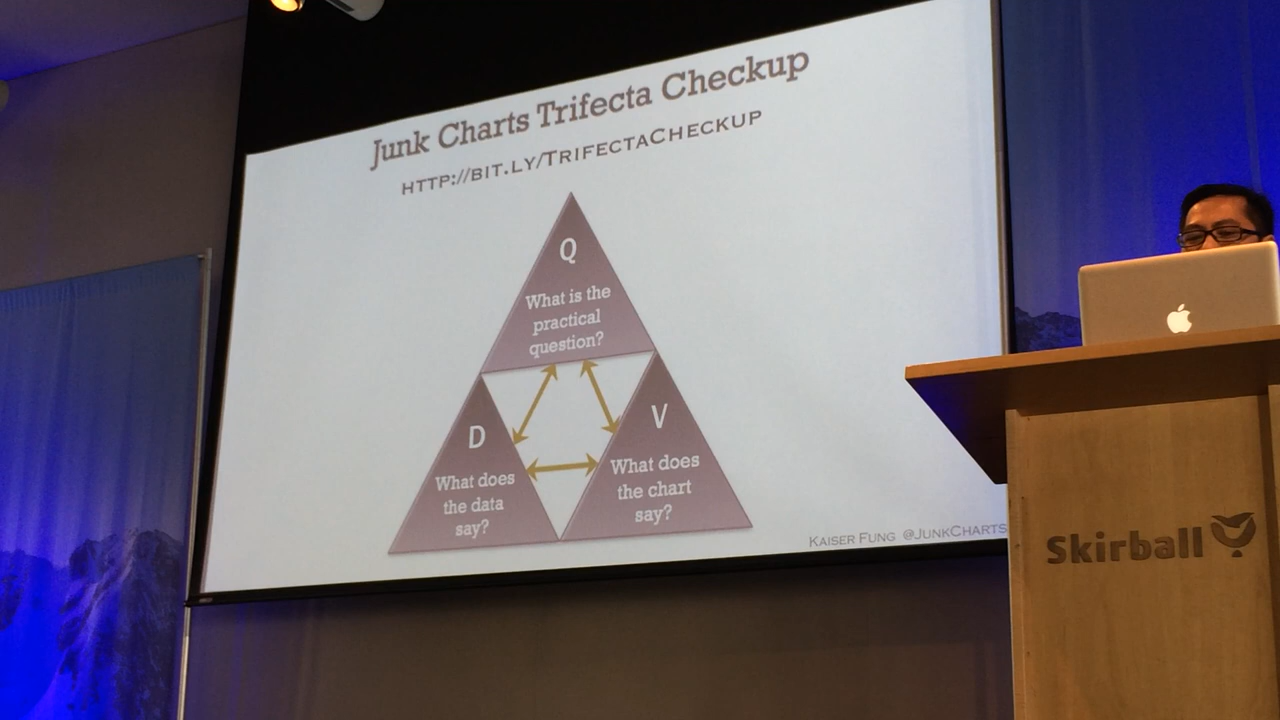 Junk Charts Trifecta Checkup
HTTP://BIT.LY/TRIFECTACHECKUP
Q
What is the
practical
question?
D
What does
the data
say?
V
What does
the chart
say?
KAISER FUNG @JUNKCHARTS
Skirball